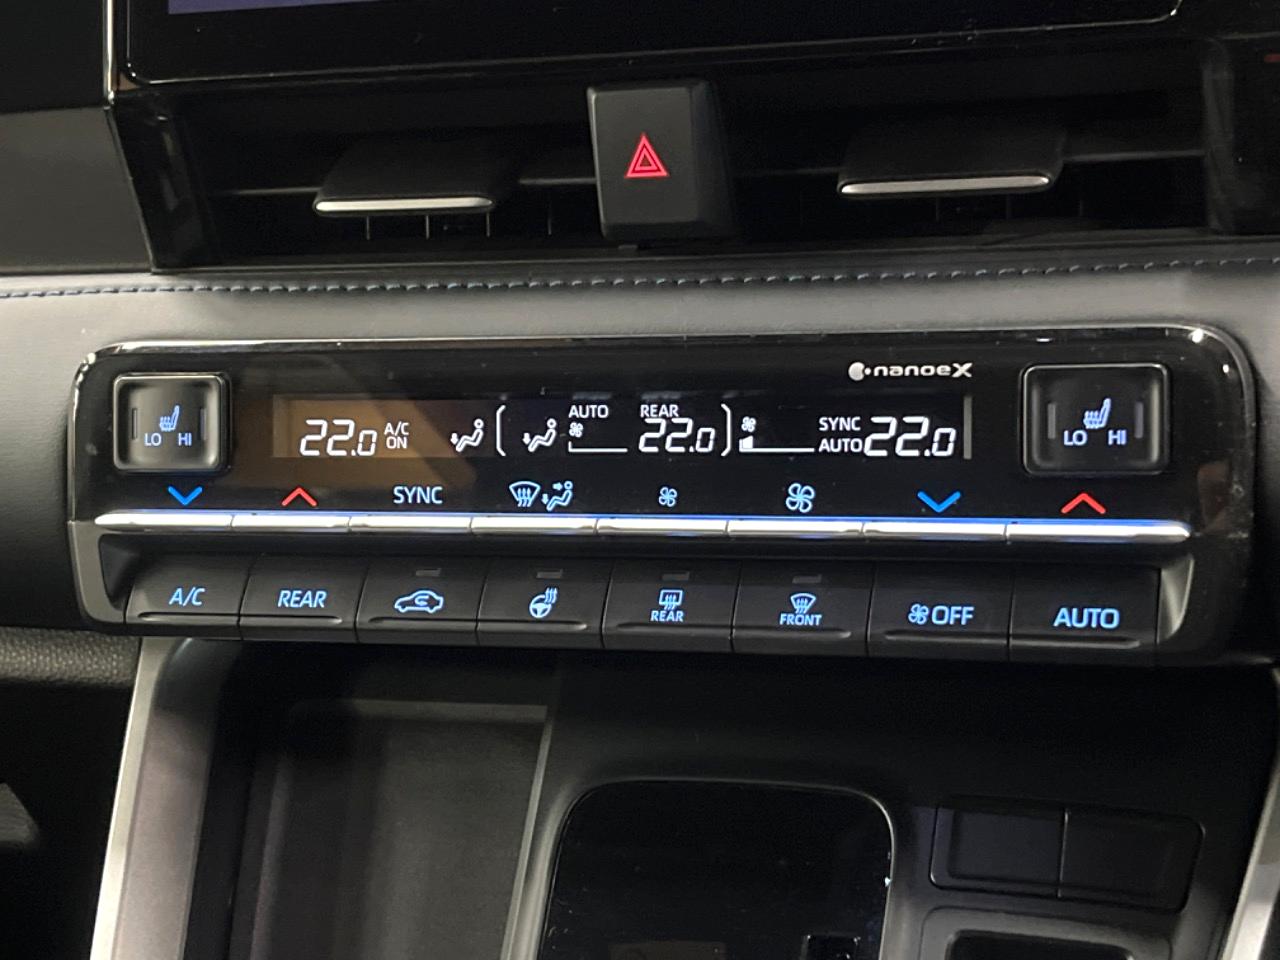 nanoeX
LO HI
22.0 A/C ON
AUTO
REAR 22.0
SYNC AUTO 22.0
LO HI
SYNC
A/C REAR REAR FRONT OFF AUTO